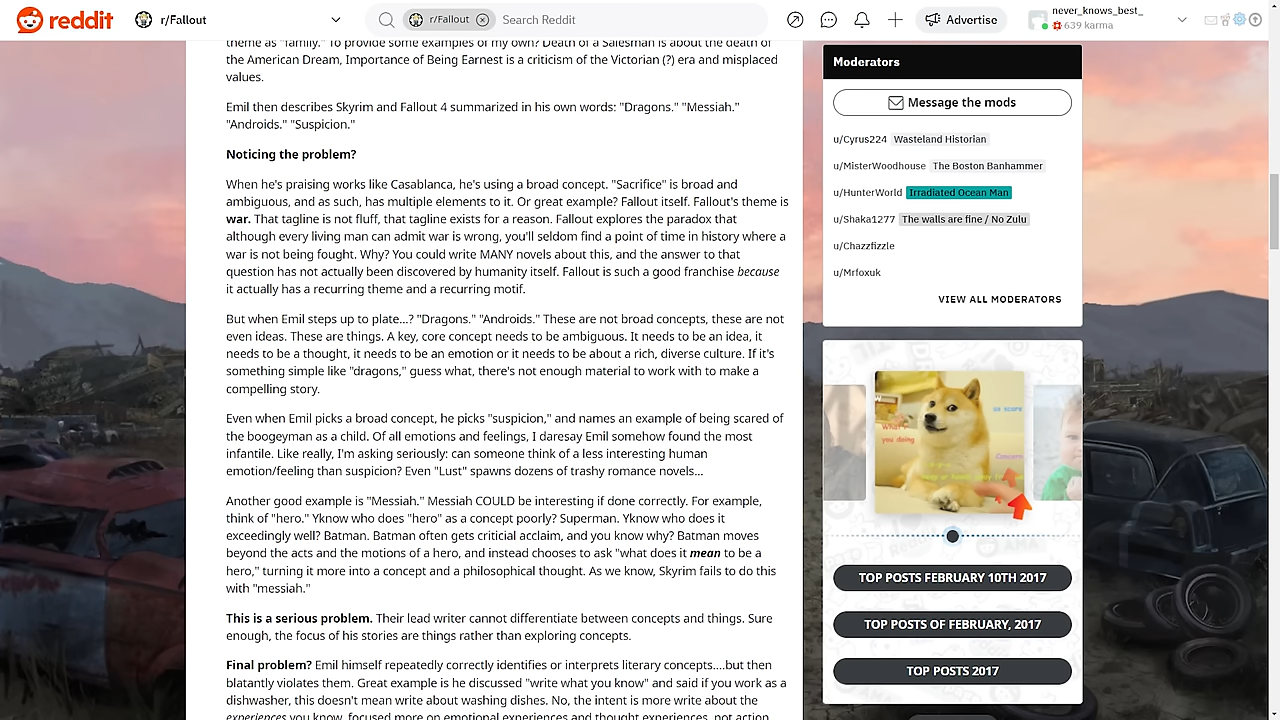 reddit
r/Fallout
r/Fallout
Search Reddit
Advertise
never_knows_best_
639 karma
theme as "family." To provide some examples of my own? Death of a Salesman is about the death of
the American Dream, Importance of Being Earnest is a criticism of the Victorian (?) era and misplaced
values.
Emil then describes Skyrim and Fallout 4 summarized in his own words: "Dragons." "Messiah."
"Androids." "Suspicion."
Noticing the problem?
When he's praising works like Casablanca, he's using a broad concept. "Sacrifice" is broad and
ambiguous and as such, has multiple elements to it. Or great example? Fallout itself. Fallout's theme is
war. That tagline is not fluff, that tagline exists for a reason. Fallout explores the paradox that
although every living man can admit war is wrong, you'll seldom find a point of time in history where a
war is not being fought. Why? You could write MANY novels about this, and the answer to that
question has not actually been discovered by humanity itself. Fallout is such a good franchise because
it actually has a recurring theme and a recurring motif.
But when Emil steps up to plate...? "Dragons." "Androids." These are not broad concepts, these are not
even ideas. These are things. A key, core concept needs to be ambiguous. It needs to be an idea, it
needs to be a thought, it needs to be an emotion or it needs to be about a rich, diverse culture. If it's
something simple like "dragons," guess what, there's not enough material to work with to make a
compelling story.
Even when Emil picks a broad concept, he picks "suspicion," and names an example of being scared of
the boogeyman as a child. Of all emotions and feelings, I daresay Emil somehow found the most
infantile. Like really, I'm asking seriously: can someone think of a less interesting human
emotion/feeling than suspicion? Even "Lust" spawns dozens of trashy romance novels...
Another good example is "Messiah." Messiah COULD be interesting if done correctly. For example,
think of "hero." Yknow who does "hero" as a concept poorly? Superman. Yknow who does it
exceedingly well? Batman. Batman often gets criticial acclaim, and you know why? Batman moves
beyond the acts and the motions of a hero, and instead chooses to ask "what does it mean to be a
hero," turning it more into a concept and a philosophical thought. As we know, Skyrim fails to do this
with "messiah."
This is a serious problem. Their lead writer cannot differentiate between concepts and things. Sure
enough, the focus of his stories are things rather than exploring concepts.
Final problem? Emil himself repeatedly correctly identifies or interprets literary concepts....but then
blatantly violates them. Great example is he discussed "write what you know" and said if you work as a
dishwasher, this doesn't mean write about washing dishes. No, the intent is more write about the
experiences you know, focused more on emotional experiences and thought experiences, not action
Moderators
Message the mods
u/Cyrus224 Wasteland Historian
u/MisterWoodhouse The Boston Banhammer
u/HunterWorld Irradiated Ocean Man
u/Shaka1277 The walls are fine / No Zulu
u/Chazzfizzle
u/Mrfoxuk
VIEW ALL MODERATORS
so scare
what r
you doing
Concern
TOP POSTS FEBRUARY 10TH 2017
TOP POSTS OF FEBRUARY, 2017
TOP POSTS 2017